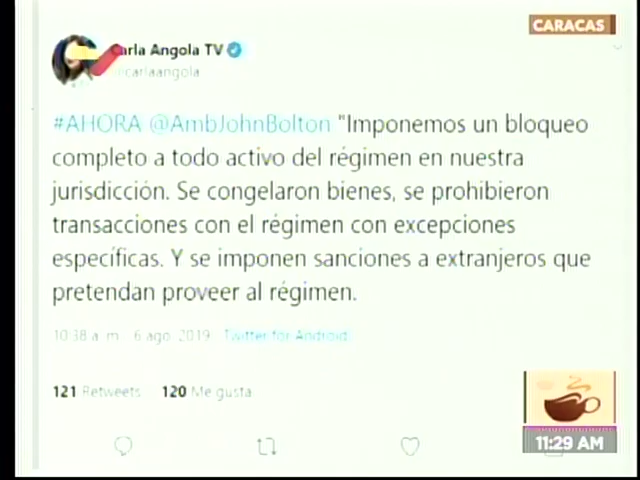 CARACAS
Carla Angola TV
@carlaangola
#AHORA @AmbJohnBolton "Imponemos un bloqueo
completo a todo activo del régimen en nuestra
jurisdicción. Se congelaron bienes, se prohibieron
transacciones con el régimen con excepciones
específicas. Y se imponen sanciones a extranjeros que
pretendan proveer al régimen.
10:38 a. m. · 6 ago. 2019 · Twitter for Android
121 Retweets 120 Me gusta
11:29 AM